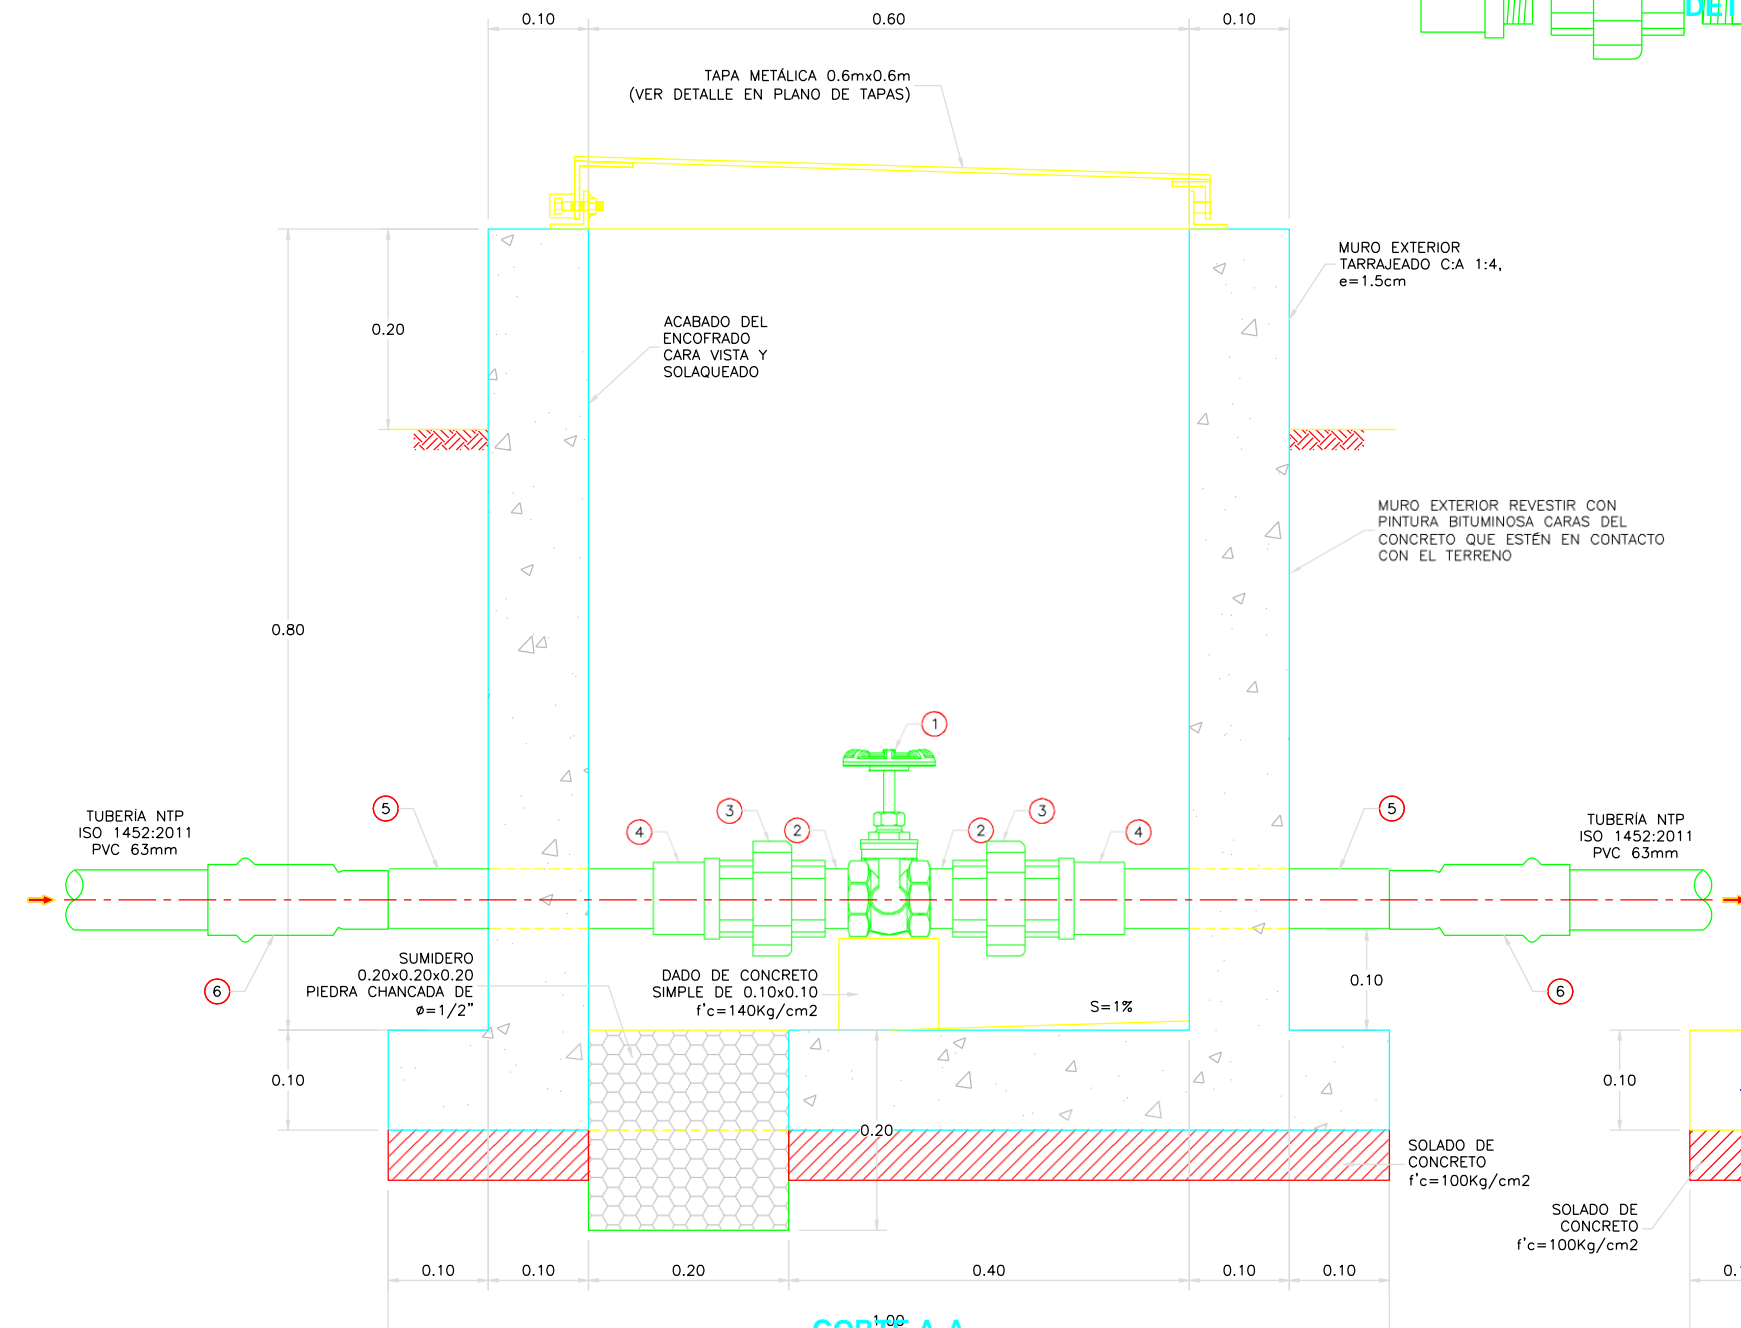 0.10
0.60
0.10
DET
TAPA METÁLICA 0.6mx0.6m
(VER DETALLE EN PLANO DE TAPAS)
MURO EXTERIOR
TARRAJEADO C:A 1:4,
e=1.5cm
0.20
ACABADO DEL
ENCOFRADO
CARA VISTA Y
SOLAQUEADO
MURO EXTERIOR REVESTIR CON
PINTURA BITUMINOSA CARAS DEL
CONCRETO QUE ESTÉN EN CONTACTO
CON EL TERRENO
0.80
1
TUBERÍA NTP
ISO 1452:2011
PVC 63mm
5
4
3
2
2
3
4
5
TUBERÍA NTP
ISO 1452:2011
PVC 63mm
6
SUMIDERO
0.20x0.20x0.20
PIEDRA CHANCADA DE
ø=1/2"
DADO DE CONCRETO
SIMPLE DE 0.10x0.10
f'c=140Kg/cm2
S=1%
0.10
6
0.10
0.10
0.20
SOLADO DE
CONCRETO
f'c=100Kg/cm2
SOLADO DE
CONCRETO
f'c=100Kg/cm2
0.10
0.10
0.20
0.40
0.10
0.10
1.00
CORTE A-A